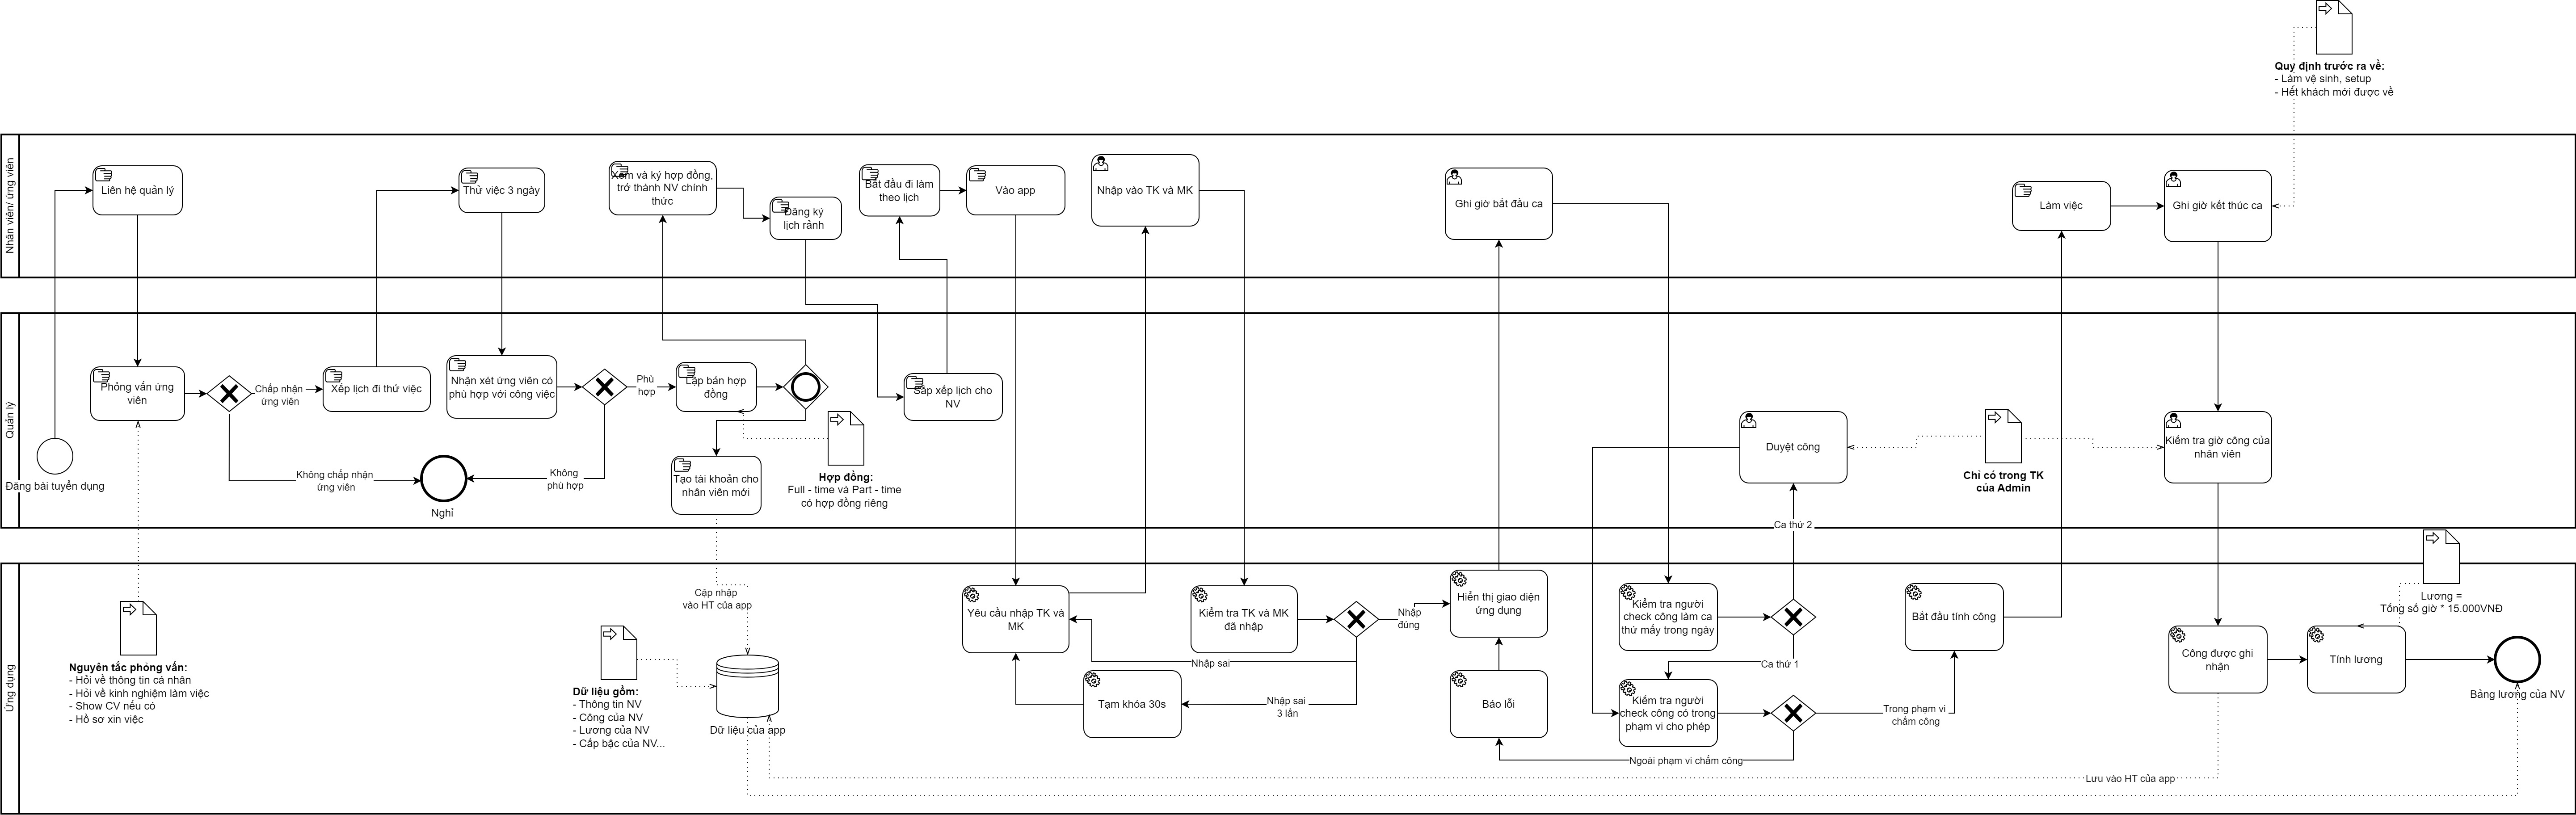 Quy định trước ra về:
- Làm vệ sinh, setup
- Hết khách mới được về
Nhân viên/ ứng viên
Liên hệ quản lý
Thử việc 3 ngày
Xem và ký hợp đồng,
trở thành NV chính
thức
Đăng ký
lịch rảnh
Bắt đầu đi làm
theo lịch
Vào app
Nhập vào TK và MK
Ghi giờ bắt đầu ca
Làm việc
Ghi giờ kết thúc ca
Quản lý
Đăng bài tuyển dụng
Phỏng vấn ứng
viên
Chấp nhận
ứng viên
Không chấp nhận
ứng viên
Xếp lịch đi thử việc
Nghỉ
Nhận xét ứng viên có
phù hợp với công việc
Phù
hợp
Không
phù hợp
Lập bản hợp
đồng
Tạo tài khoản cho
nhân viên mới
Hợp đồng:
Full - time và Part - time
có hợp đồng riêng
Sắp xếp lịch cho
NV
Duyệt công
Ca thứ 2
Chỉ có trong TK
của Admin
Kiểm tra giờ công của
nhân viên
Ứng dụng
Nguyên tắc phỏng vấn:
- Hỏi về thông tin cá nhân
- Hỏi về kinh nghiệm làm việc
- Show CV nếu có
- Hồ sơ xin việc
Dữ liệu gồm:
- Thông tin NV
- Công của NV
- Lương của NV
- Cấp bậc của NV...
Cập nhập
vào HT của app
Dữ liệu của app
Yêu cầu nhập TK và
MK
Tạm khóa 30s
Kiểm tra TK và MK
đã nhập
Nhập sai
Nhập sai
3 lần
Nhập
đúng
Hiển thị giao diện
ứng dụng
Báo lỗi
Kiểm tra người
check công làm ca
thứ mấy trong ngày
Ca thứ 1
Kiểm tra người
check công có trong
phạm vi cho phép
Ngoài phạm vi chấm công
Trong phạm vi
chấm công
Bắt đầu tính công
Công được ghi
nhận
Lưu vào HT của app
Tính lương
Lương =
Tổng số giờ * 15.000VNĐ
Bảng lương của NV